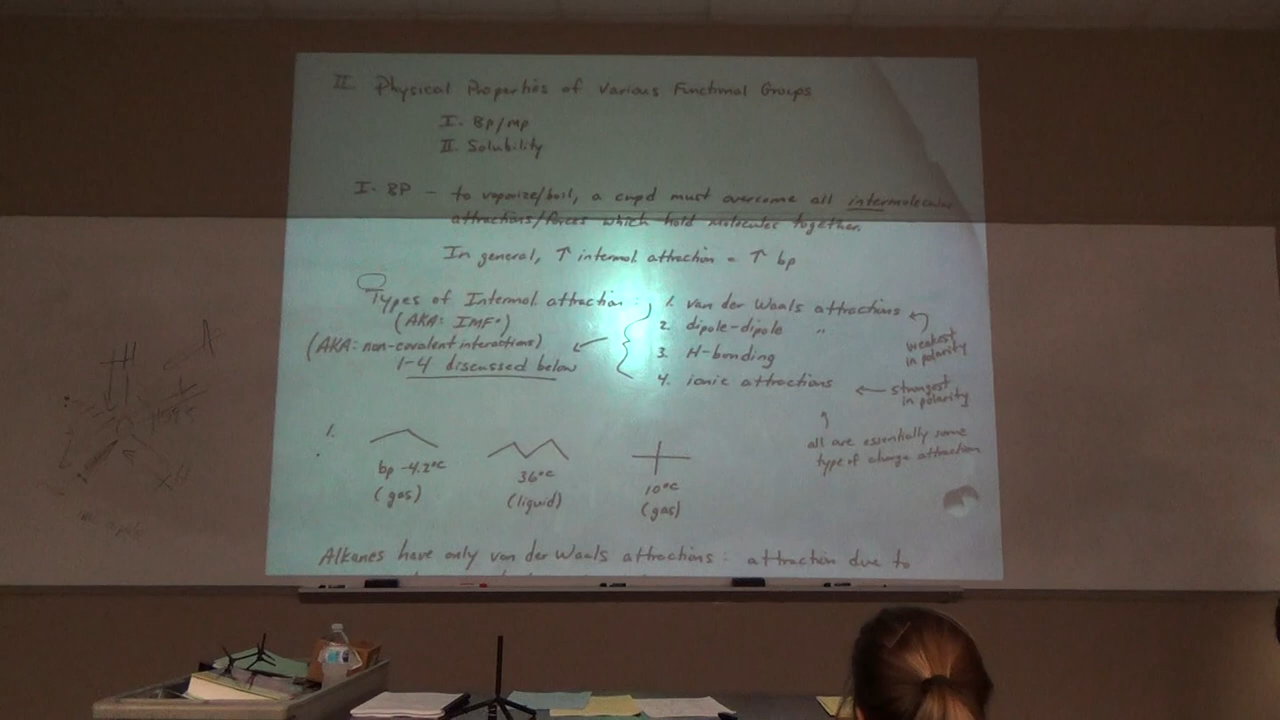 II. Physical Properties of Various Functional Groups
I. Bp/mp
II. Solubility
I. BP – to vaporize/boil, a cmpd must overcome all intermolecular
attractions/forces which hold molecules together.
In general, ↑ intermol. attraction = ↑ bp
Types of Intermol. attraction:
(AKA: IMFs)
(AKA: non-covalent interactions)
1-4 discussed below
1. van der Waals attractions
2. dipole-dipole "
3. H-bonding
4. ionic attractions
weakest
in polarity
strongest
in polarity
all are essentially some
type of charge attraction
1.
bp -4.2°C
(gas)
36°C
(liquid)
10°C
(gas)
Alkanes have only van der Waals attractions: attraction due to